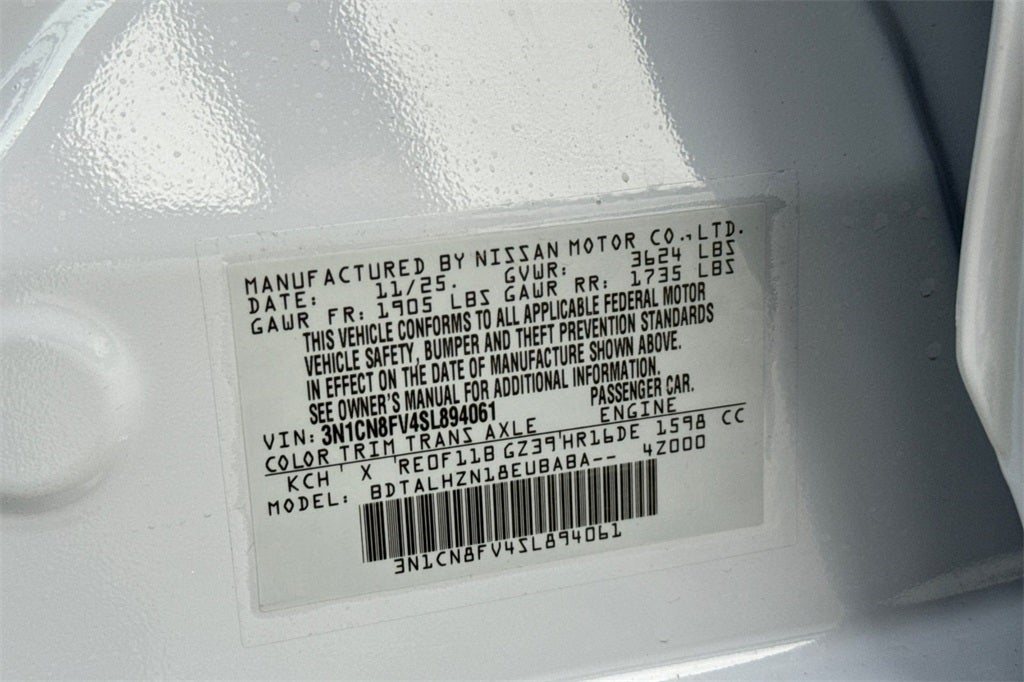 MANUFACTURED BY NISSAN MOTOR CO., LTD.
DATE: 11/25. GVWR: 3624 LBS
GAWR FR: 1905 LBS GAWR RR: 1735 LBS
THIS VEHICLE CONFORMS TO ALL APPLICABLE FEDERAL MOTOR
VEHICLE SAFETY, BUMPER AND THEFT PREVENTION STANDARDS
IN EFFECT ON THE DATE OF MANUFACTURE SHOWN ABOVE.
SEE OWNER'S MANUAL FOR ADDITIONAL INFORMATION.
VIN: 3N1CN8FV4SL894061 PASSENGER CAR.
COLOR TRIM TRANS AXLE ENGINE
KCH X RE0F11B GZ39 HR16DE 1598 CC
MODEL: BDTALHZN18EUBABA-- 4Z000
3N1CN8FV4SL894061